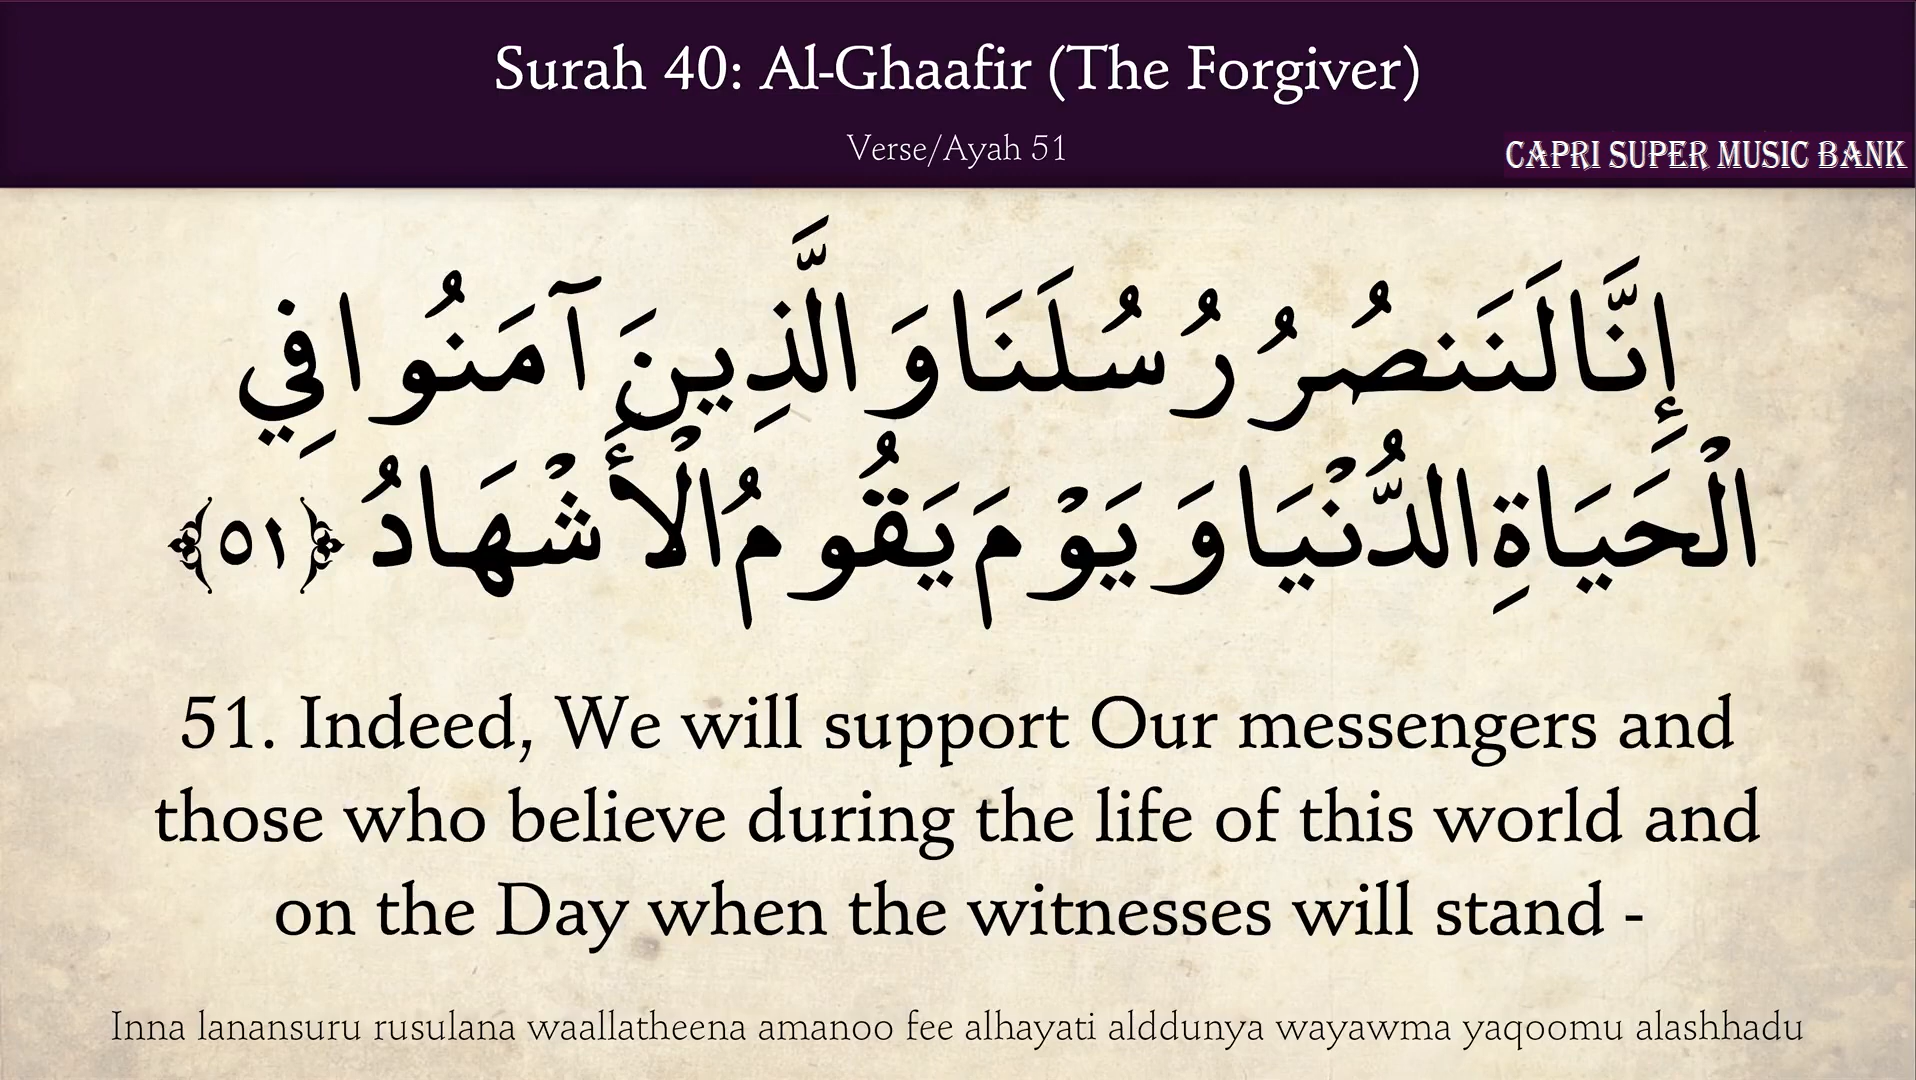 Surah 40: Al-Ghaafir (The Forgiver)
Verse/Ayah 51
CAPRI SUPER MUSIC BANK
إِنَّا لَنَنصُرُ رُسُلَنَا وَالَّذِينَ آمَنُوا فِي
الْحَيَاةِ الدُّنْيَا وَيَوْمَ يَقُومُ الْأَشْهَادُ ﴿٥١﴾
51. Indeed, We will support Our messengers and
those who believe during the life of this world and
on the Day when the witnesses will stand -
Inna lanansuru rusulana waallatheena amanoo fee alhayati alddunya wayawma yaqoomu alashhadu